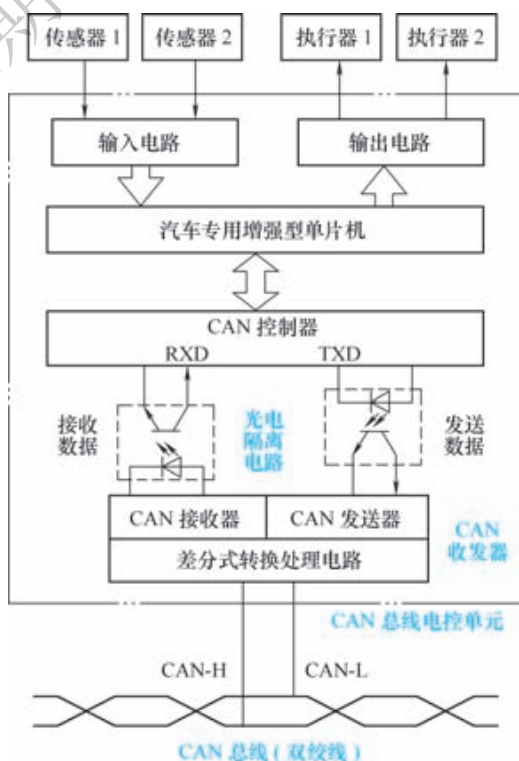 期
传感器 1
传感器 2
执行器 1
执行器 2
输入电路
输出电路
汽车专用增强型单片机
CAN 控制器
RXD
TXD
接收
数据
光电
隔离
电路
发送
数据
CAN 接收器
CAN 发送器
CAN
收发器
差分式转换处理电路
CAN 总线电控单元
CAN-H
CAN-L
CAN 总线 ( 双绞线 )